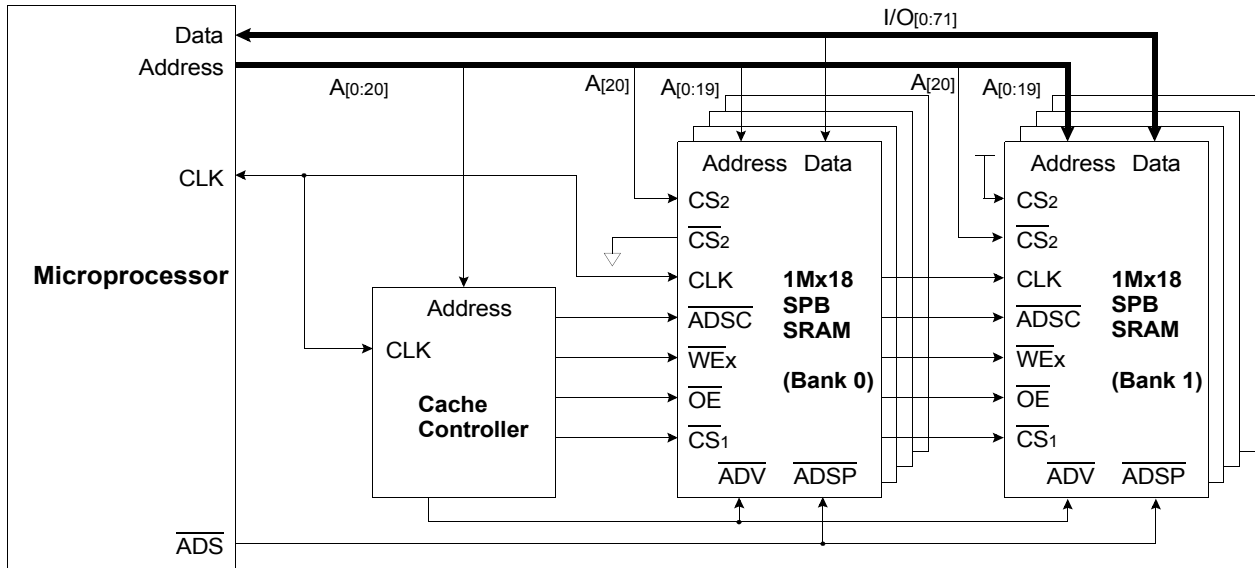 I/O[0:71]
Data
Address
A[0:20]
A[20]
A[0:19]
A[20]
A[0:19]
CLK
Microprocessor
ADS
Address
CLK
Cache
Controller
Address Data
CS2
CS2
CLK
ADSC
WEx
OE
CS1
ADV ADSP
1Mx18
SPB
SRAM
(Bank 0)
Address Data
CS2
CS2
CLK
ADSC
WEx
OE
CS1
ADV ADSP
1Mx18
SPB
SRAM
(Bank 1)